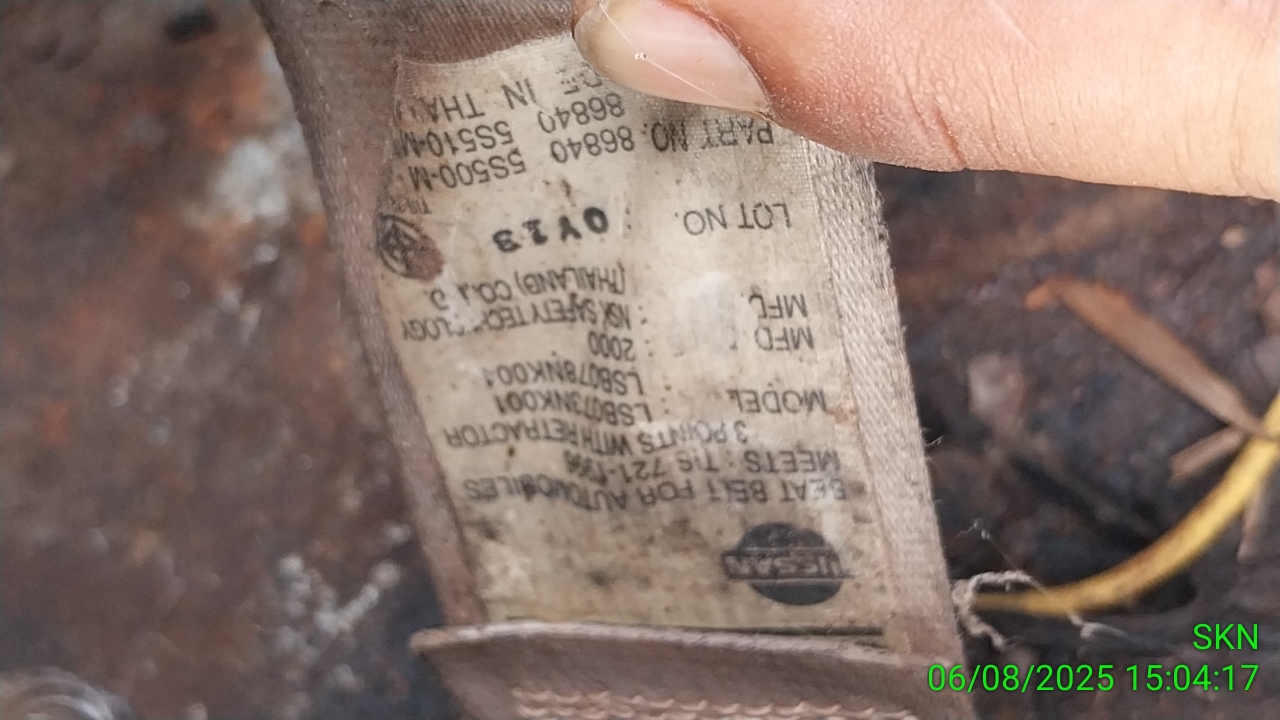 NISSAN
SEAT BELT FOR AUTOMOBILES
MEETS : TIS 721-1996
3 POINTS WITH RETRACTOR
MODEL : LSB073NK001
LSB078NK001
MFD. : 2000
MFD. : NSK SAFETY TECHNOLOGY
(THAILAND) CO.,LTD.
LOT NO. 0Y13
PART NO. 86840 5S500-M
86840 5S510-M
IN THAI
SKN
06/08/2025 15:04:17